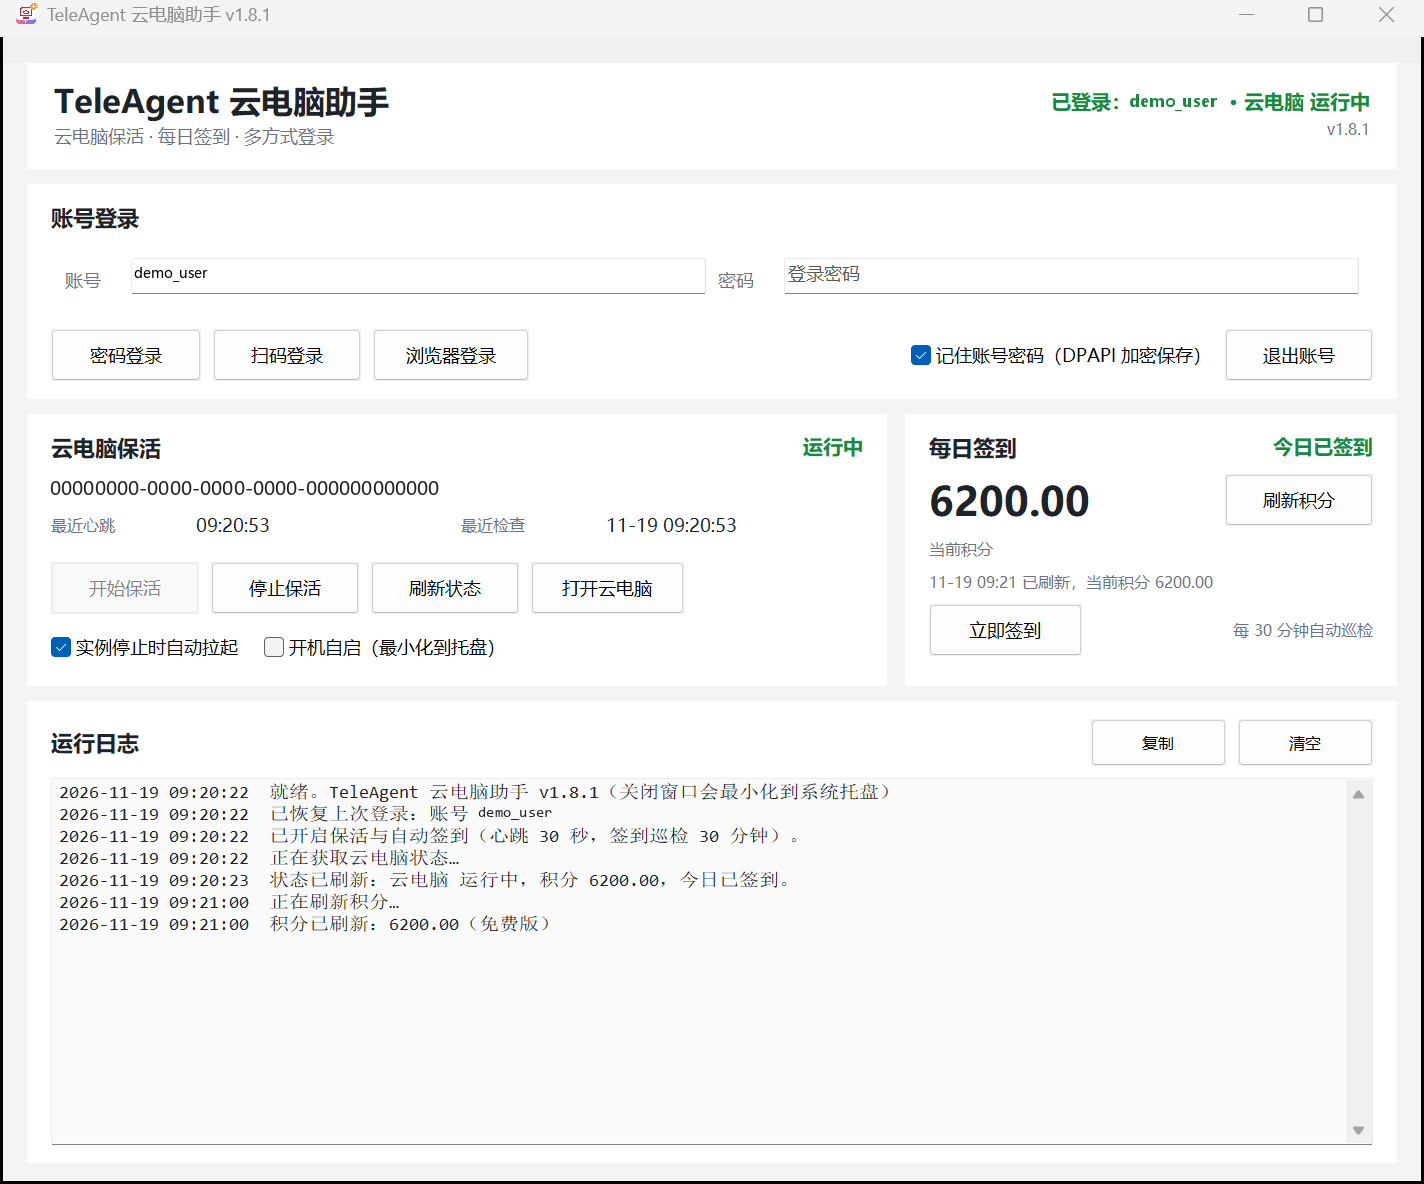 TeleAgent 云电脑助手 v1.8.1
TeleAgent 云电脑助手
云电脑保活 · 每日签到 · 多方式登录
已登录：demo_user · 云电脑 运行中
v1.8.1
账号登录
账号 demo_user 密码 登录密码
密码登录 扫码登录 浏览器登录 记住账号密码（DPAPI 加密保存） 退出账号
云电脑保活 运行中
00000000-0000-0000-0000-000000000000
最近心跳 09:20:53 最近检查 11-19 09:20:53
开始保活 停止保活 刷新状态 打开云电脑
实例停止时自动拉起 开机自启（最小化到托盘）
每日签到 今日已签到
6200.00 刷新积分
当前积分
11-19 09:21 已刷新，当前积分 6200.00
立即签到 每 30 分钟自动巡检
运行日志 复制 清空
2026-11-19 09:20:22 就绪。TeleAgent 云电脑助手 v1.8.1（关闭窗口会最小化到系统托盘）
2026-11-19 09:20:22 已恢复上次登录：账号 demo_user
2026-11-19 09:20:22 已开启保活与自动签到（心跳 30 秒，签到巡检 30 分钟）。
2026-11-19 09:20:22 正在获取云电脑状态…
2026-11-19 09:20:23 状态已刷新：云电脑 运行中，积分 6200.00，今日已签到。
2026-11-19 09:21:00 正在刷新积分…
2026-11-19 09:21:00 积分已刷新：6200.00（免费版）